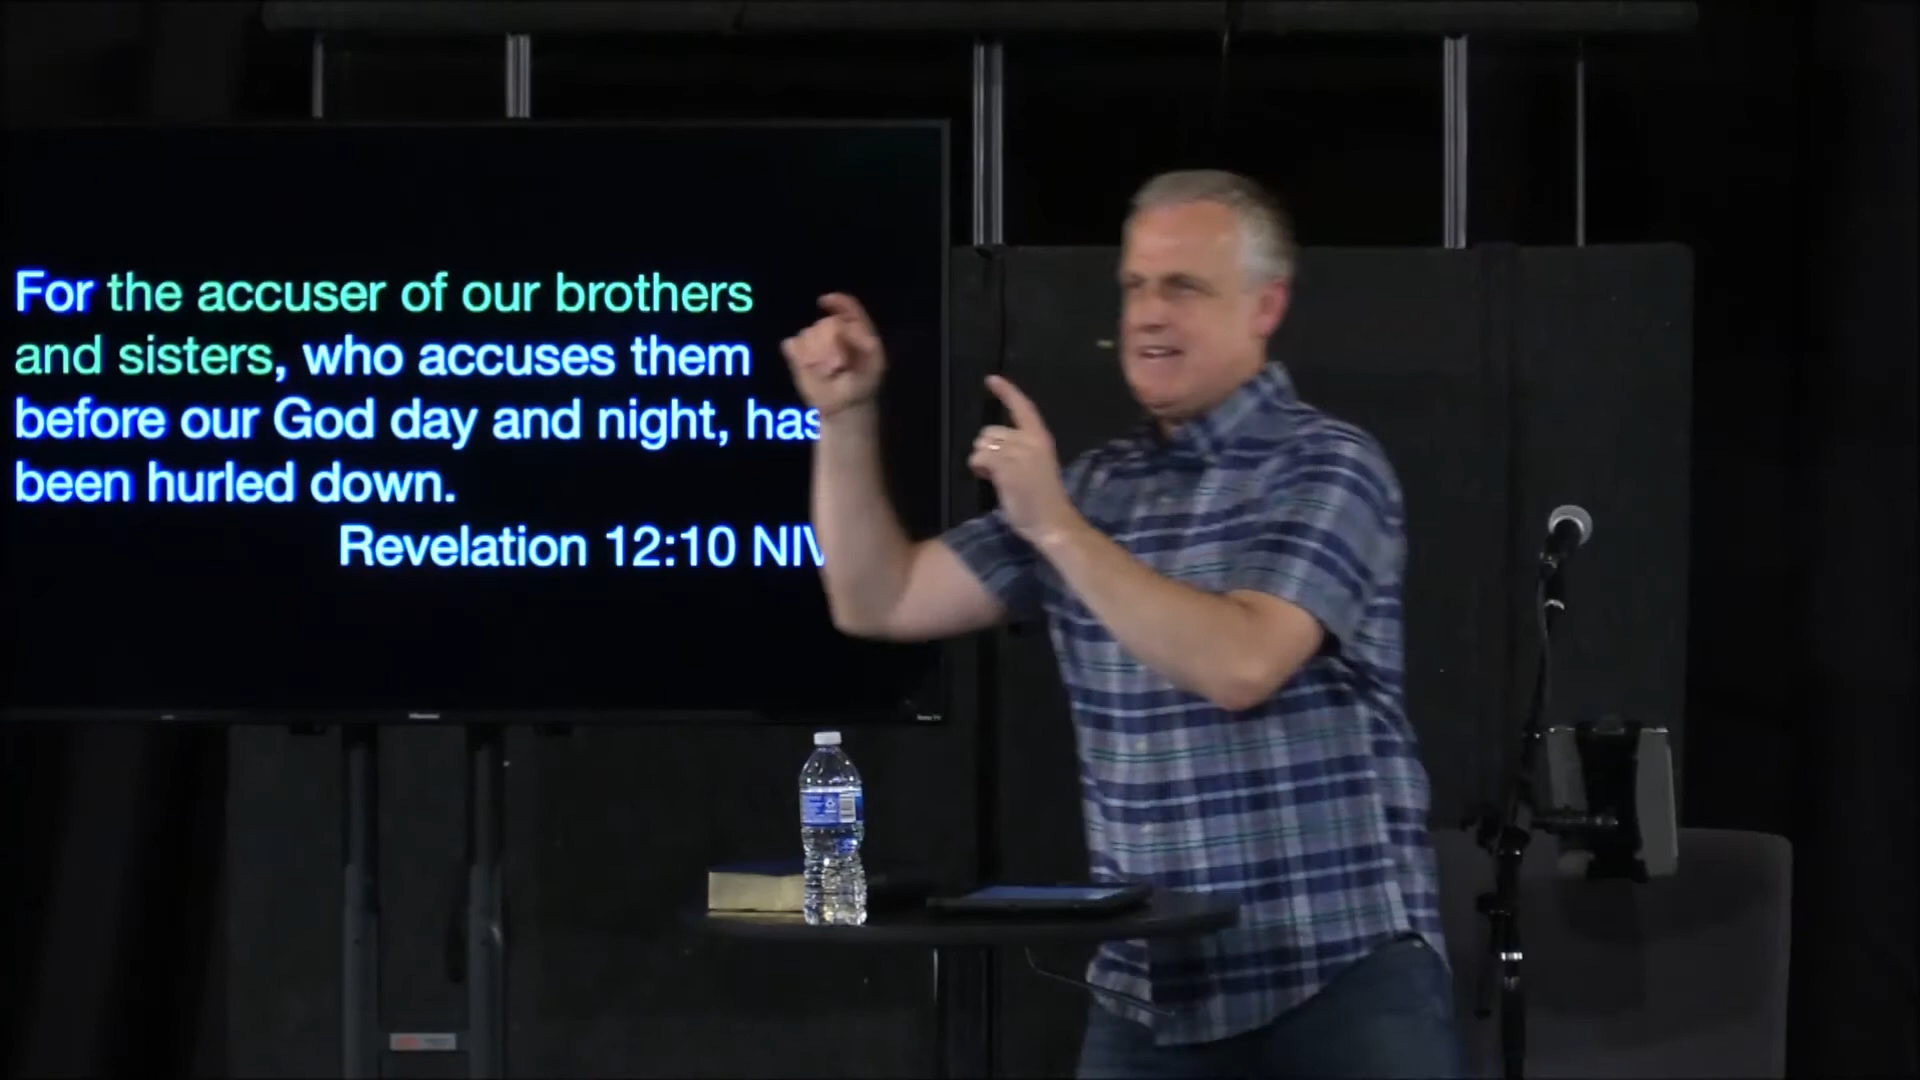 For the accuser of our brothers
and sisters, who accuses them
before our God day and night, has
been hurled down.
Revelation 12:10 NIV